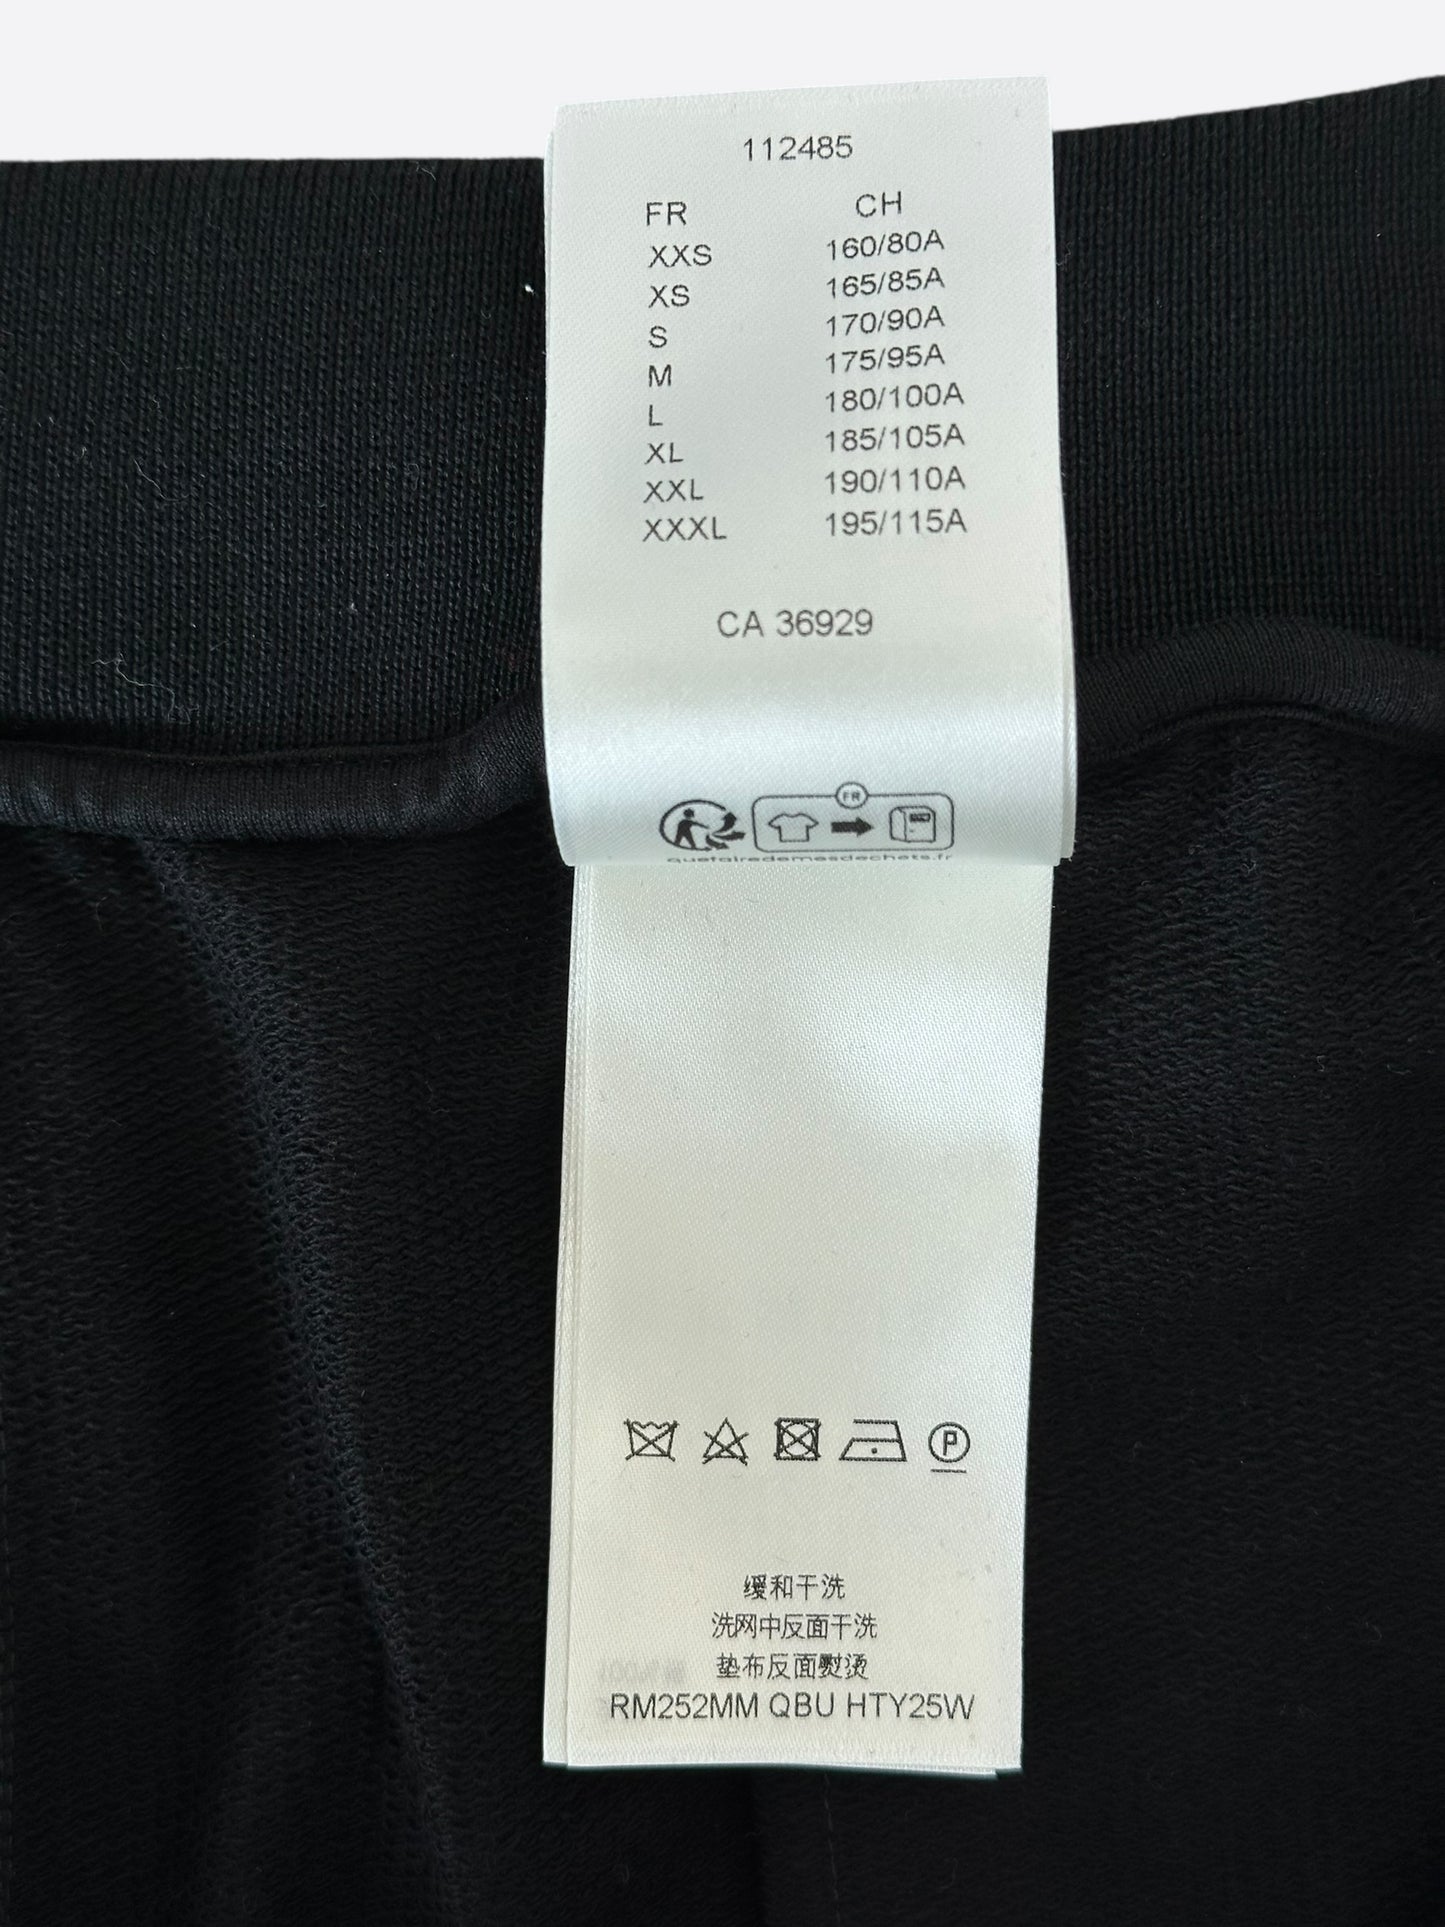 112485
FR CH
XXS 160/80A
XS 165/85A
S 170/90A
M 175/95A
L 180/100A
XL 185/105A
XXL 190/110A
XXXL 195/115A
CA 36929
FR
quefairedemesdechets.fr
P
缓和干洗
洗网中反面干洗
垫布反面熨烫
RM252MM QBU HTY25W